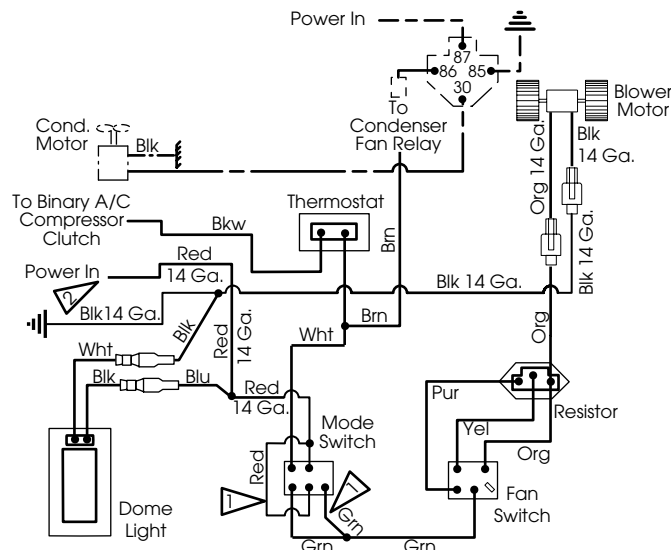 Power In
87
86 85
30
Blower
Motor
To
Condenser
Fan Relay
Cond.
Motor
Blk
Org 14 Ga.
Blk
14 Ga.
To Binary A/C
Compressor
Clutch
Bkw
Thermostat
Brn
Blk 14 Ga.
Power In
Red
14 Ga.
2
Blk14 Ga.
Blk 14 Ga.
Blk
Red
14 Ga.
Wht
Brn
Org
Wht
Blk
Blu
Red
14 Ga.
Mode
Switch
Pur
Resistor
Yel
Org
Red
1
1
Grn
Dome
Light
Fan
Switch
Grn
Grn